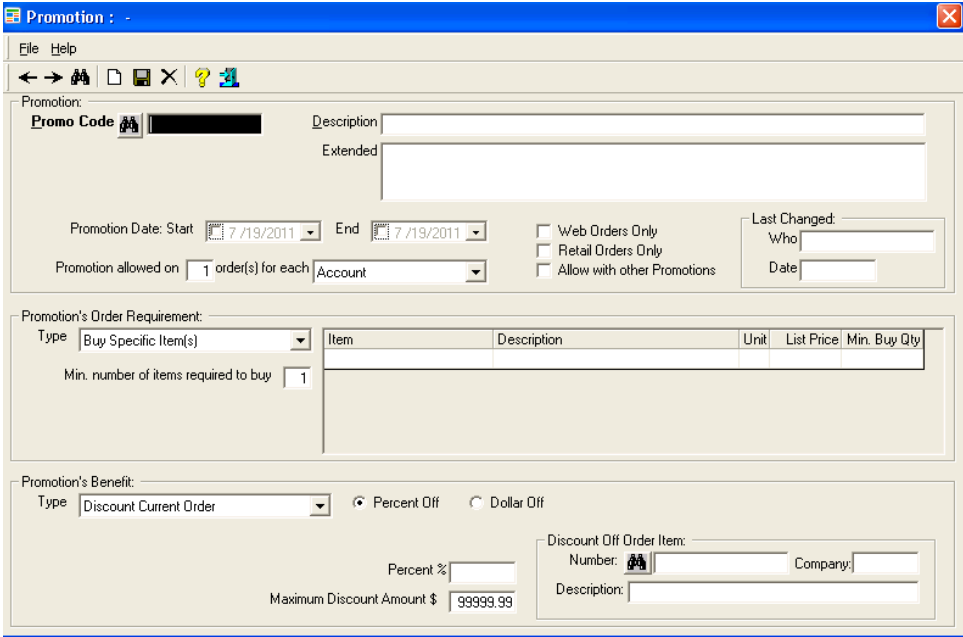 Promotion : -
File Help
Promotion:
Promo Code Description
Extended
Promotion Date: Start 7 /19/2011 End 7 /19/2011
Web Orders Only
Retail Orders Only
Allow with other Promotions
Last Changed:
Who
Date
Promotion allowed on 1 order(s) for each Account
Promotion's Order Requirement:
Type Buy Specific Item(s)
Min. number of items required to buy 1
Item Description Unit List Price Min. Buy Qty
Promotion's Benefit:
Type Discount Current Order Percent Off Dollar Off
Percent %
Maximum Discount Amount $ 99999.99
Discount Off Order Item:
Number: Company:
Description: